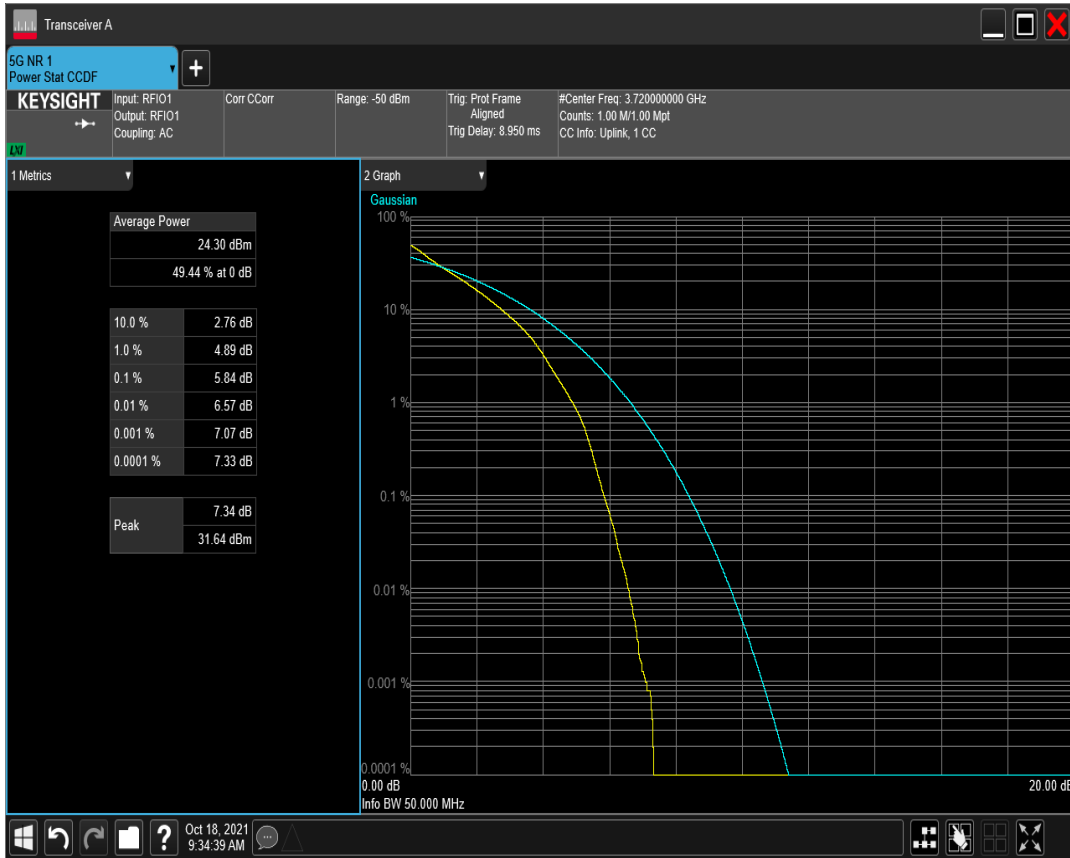 Transceiver A
5G NR 1
Power Stat CCDF
KEYSIGHT
LXI
Input: RFIO1
Output: RFIO1
Coupling: AC
Corr CCorr
Range: -50 dBm
Trig: Prot Frame
Aligned
Trig Delay: 8.950 ms
#Center Freq: 3.720000000 GHz
Counts: 1.00 M/1.00 Mpt
CC Info: Uplink, 1 CC
1 Metrics
Average Power
24.30 dBm
49.44 % at 0 dB
10.0 % 2.76 dB
1.0 % 4.89 dB
0.1 % 5.84 dB
0.01 % 6.57 dB
0.001 % 7.07 dB
0.0001 % 7.33 dB
Peak 7.34 dB
31.64 dBm
2 Graph
Gaussian
100 %
10 %
1 %
0.1 %
0.01 %
0.001 %
0.0001 %
0.00 dB 20.00 dB
Info BW 50.000 MHz
? Oct 18, 2021
9:34:39 AM